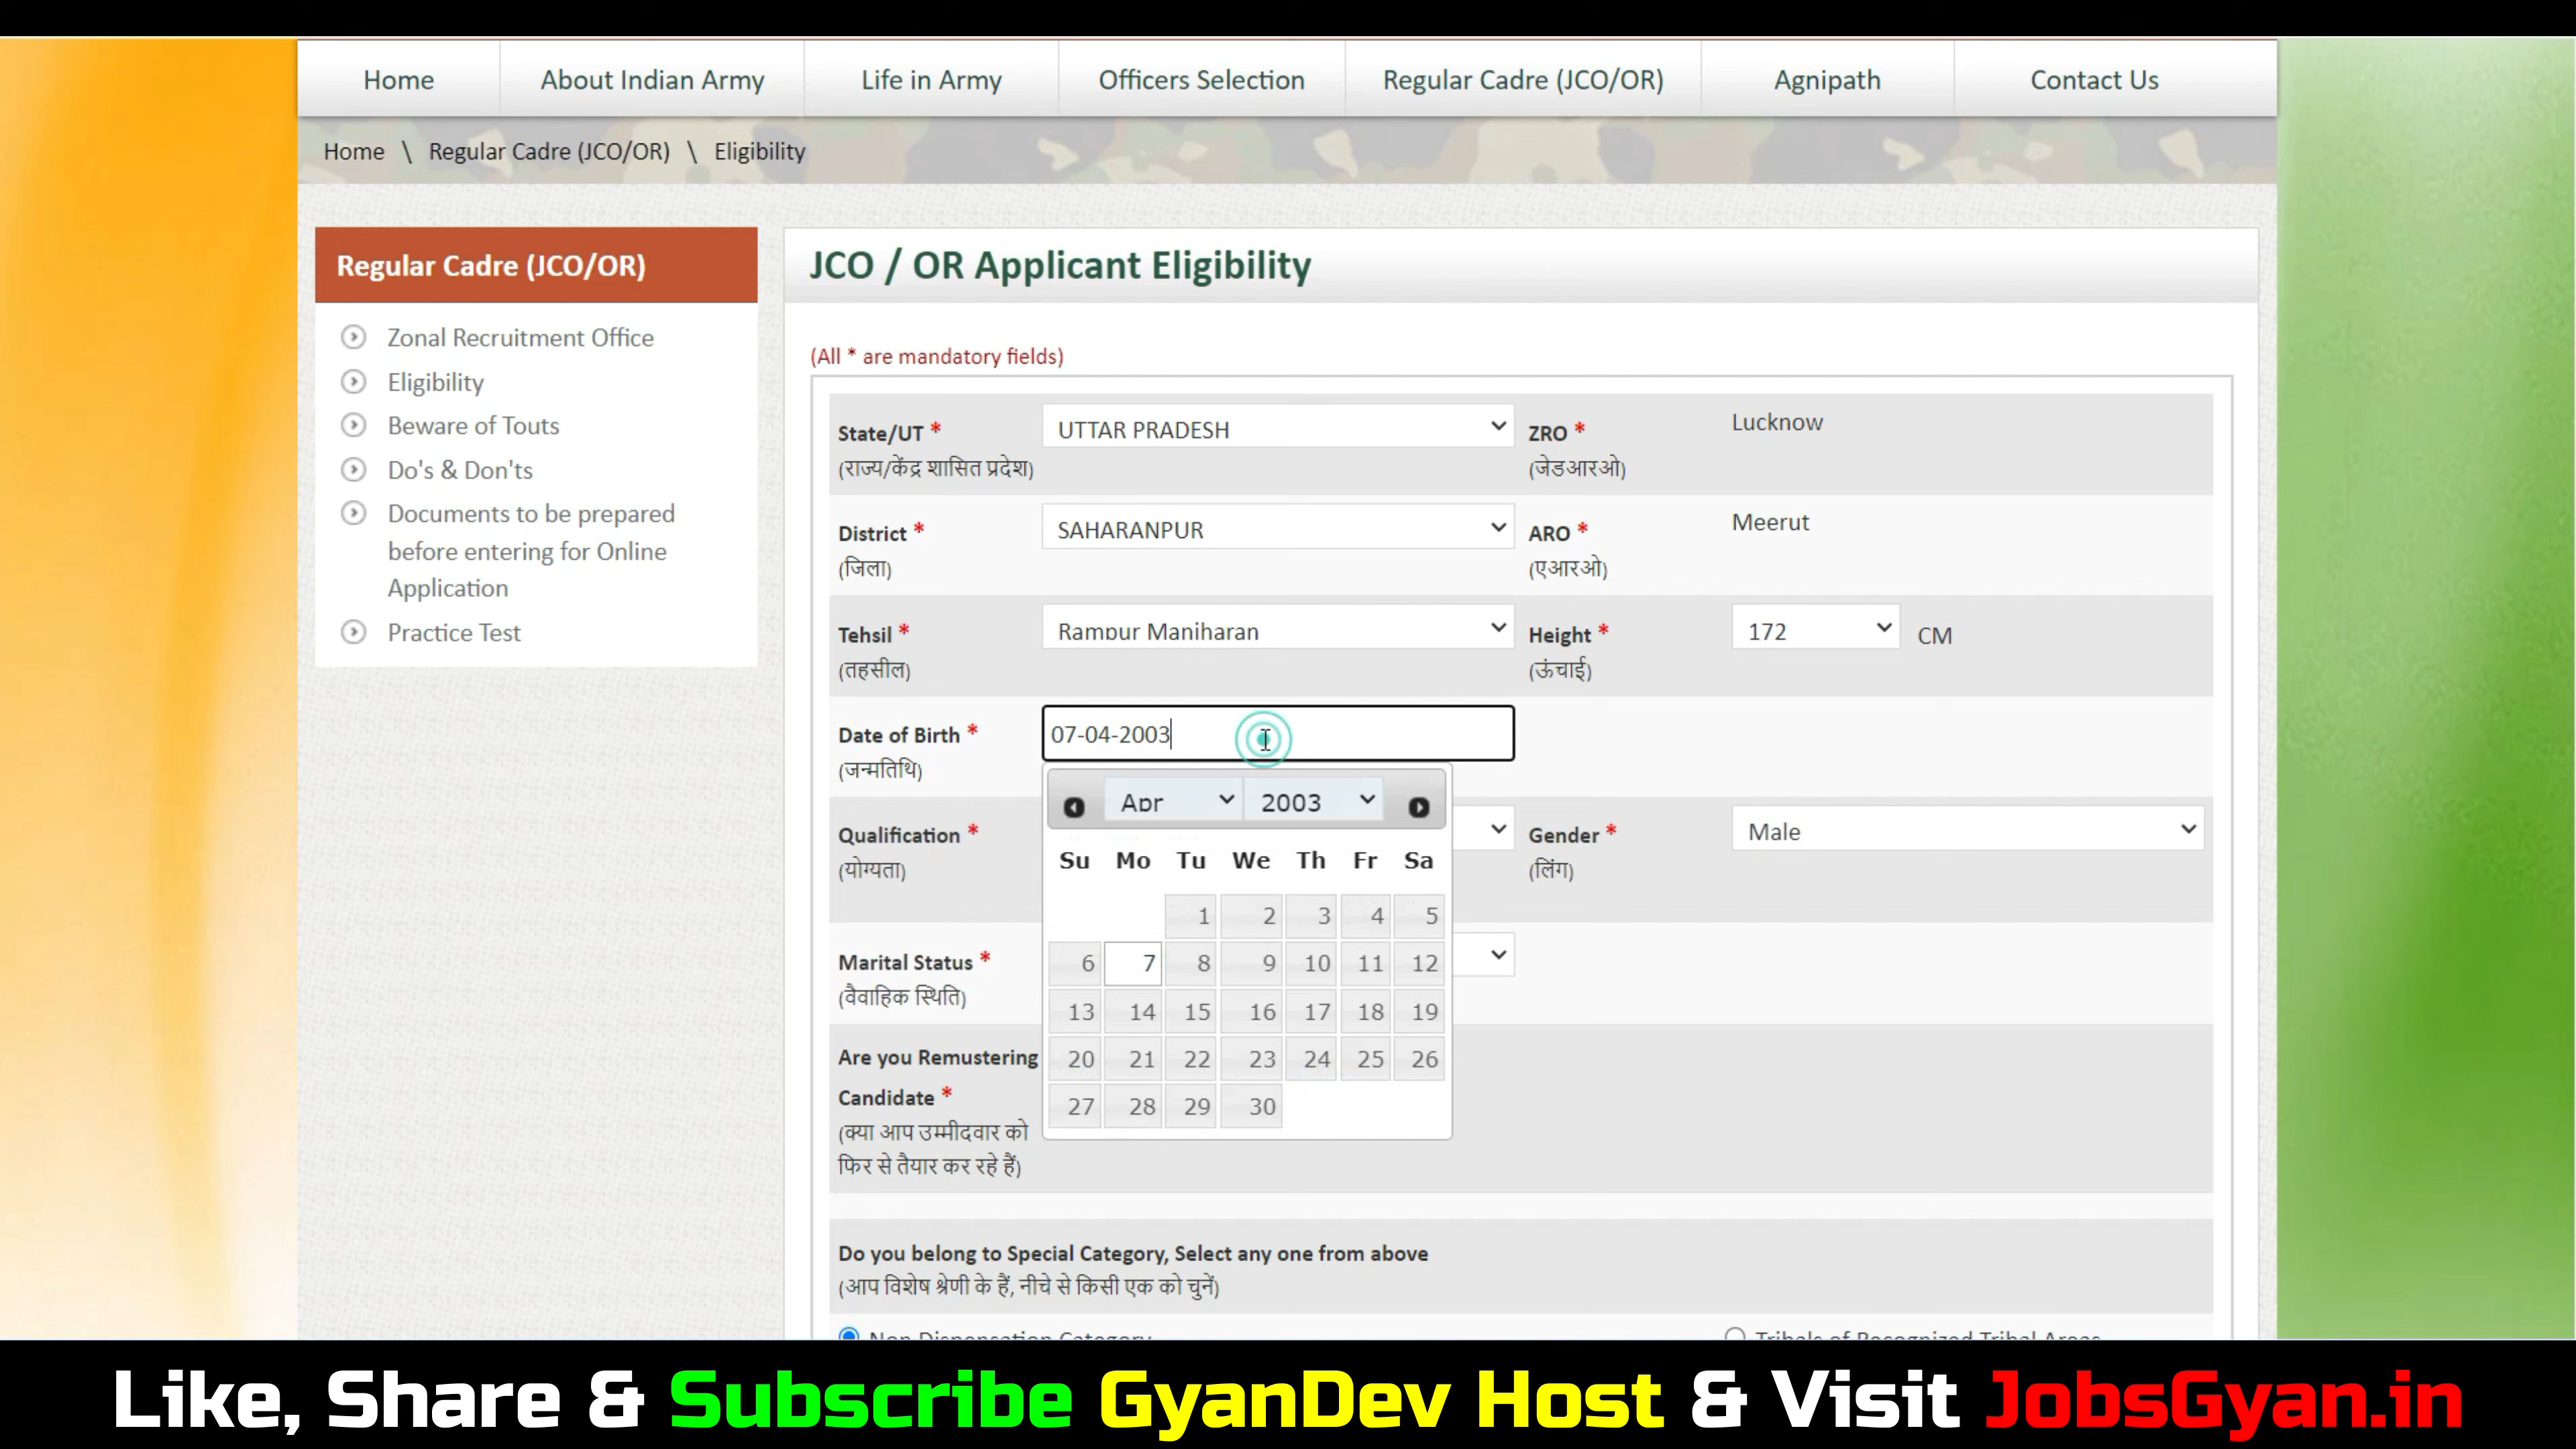 Home About Indian Army Life in Army Officers Selection Regular Cadre (JCO/OR) Agnipath Contact Us
Home \ Regular Cadre (JCO/OR) \ Eligibility
Regular Cadre (JCO/OR)
Zonal Recruitment Office
Eligibility
Beware of Touts
Do's & Don'ts
Documents to be prepared
before entering for Online
Application
Practice Test
JCO / OR Applicant Eligibility
(All * are mandatory fields)
State/UT * UTTAR PRADESH ZRO * Lucknow
(राज्य/केंद्र शासित प्रदेश) (जेडआरओ)
District * SAHARANPUR ARO * Meerut
(जिला) (एआरओ)
Tehsil * Rampur Maniharan Height * 172 CM
(तहसील) (ऊंचाई)
Date of Birth * 07-04-2003
(जन्मतिथि)
Apr 2003
Su Mo Tu We Th Fr Sa
1 2 3 4 5
6 7 8 9 10 11 12
13 14 15 16 17 18 19
20 21 22 23 24 25 26
27 28 29 30
Qualification * Gender * Male
(योग्यता) (लिंग)
Marital Status *
(वैवाहिक स्थिति)
Are you Remustering
Candidate *
(क्या आप उम्मीदवार को
फिर से तैयार कर रहे हैं)
Do you belong to Special Category, Select any one from above
(आप विशेष श्रेणी के हैं, नीचे से किसी एक को चुनें)
Non Dispensation Category Tribals of Recognized Tribal Areas
Like, Share & Subscribe GyanDev Host & Visit JobsGyan.in